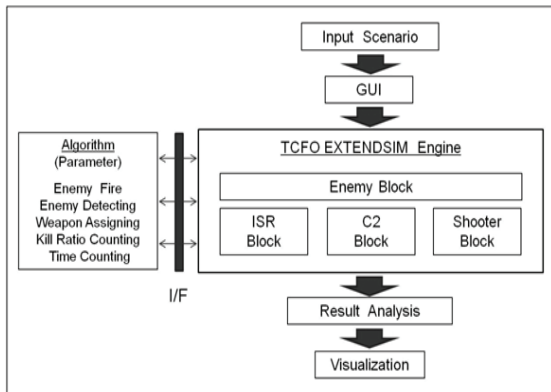 Input Scenario
GUI
Algorithm
(Parameter)
Enemy Fire
Enemy Detecting
Weapon Assigning
Kill Ratio Counting
Time Counting
I/F
TCFO EXTENDSIM Engine
Enemy Block
ISR
Block
C2
Block
Shooter
Block
Result Analysis
Visualization